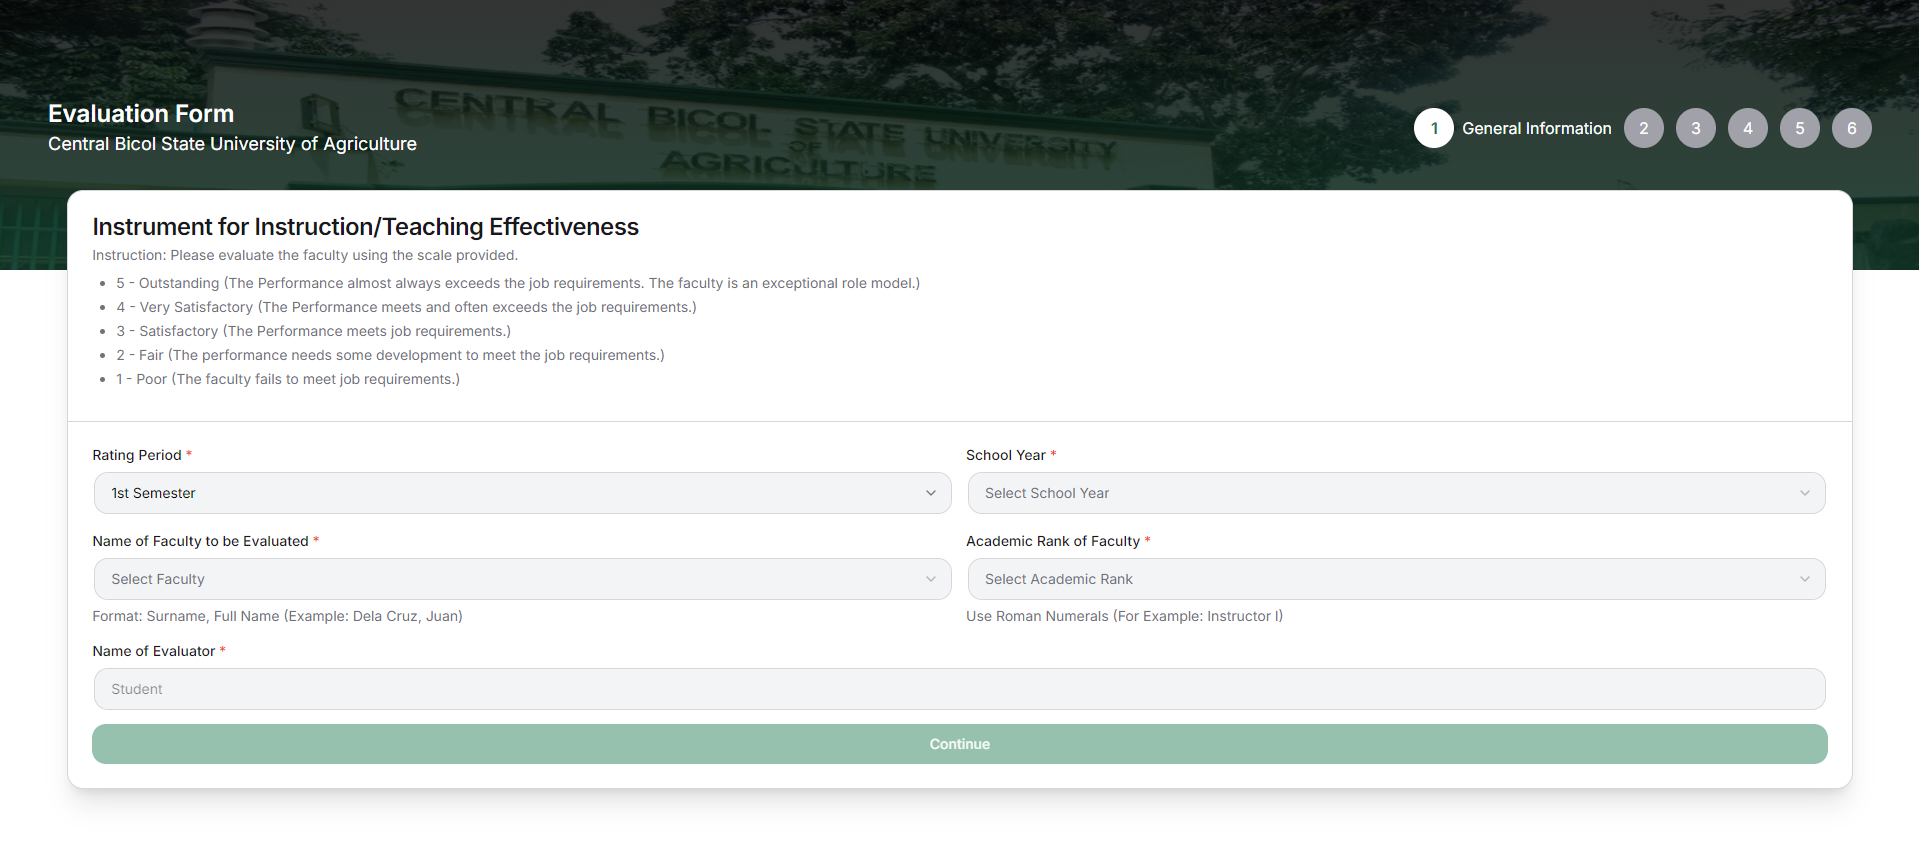 CENTRAL BICOL STATE UNIVERSITY
OF
AGRICULTURE
Evaluation Form
Central Bicol State University of Agriculture
1 General Information 2 3 4 5 6
Instrument for Instruction/Teaching Effectiveness
Instruction: Please evaluate the faculty using the scale provided.
• 5 - Outstanding (The Performance almost always exceeds the job requirements. The faculty is an exceptional role model.)
• 4 - Very Satisfactory (The Performance meets and often exceeds the job requirements.)
• 3 - Satisfactory (The Performance meets job requirements.)
• 2 - Fair (The performance needs some development to meet the job requirements.)
• 1 - Poor (The faculty fails to meet job requirements.)
Rating Period *
1st Semester
School Year *
Select School Year
Name of Faculty to be Evaluated *
Select Faculty
Format: Surname, Full Name (Example: Dela Cruz, Juan)
Academic Rank of Faculty *
Select Academic Rank
Use Roman Numerals (For Example: Instructor I)
Name of Evaluator *
Student
Continue